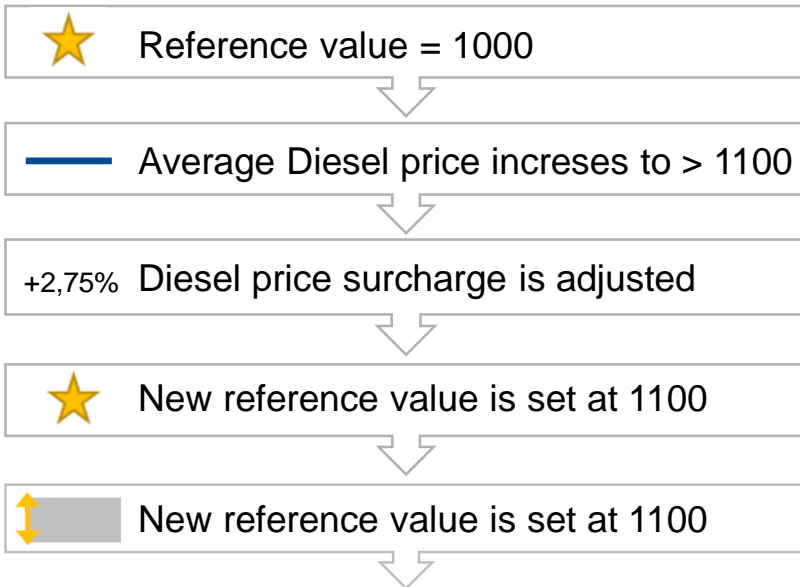 Reference value = 1000
Average Diesel price increses to > 1100
+2,75% Diesel price surcharge is adjusted
New reference value is set at 1100
New reference value is set at 1100